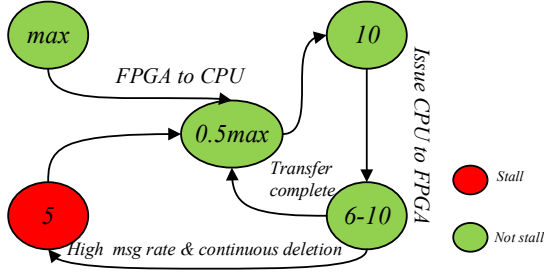 max
10
FPGA to CPU
Issue CPU to FPGA
0.5max
Transfer
complete
Stall
5
6-10
Not stall
High msg rate & continuous deletion